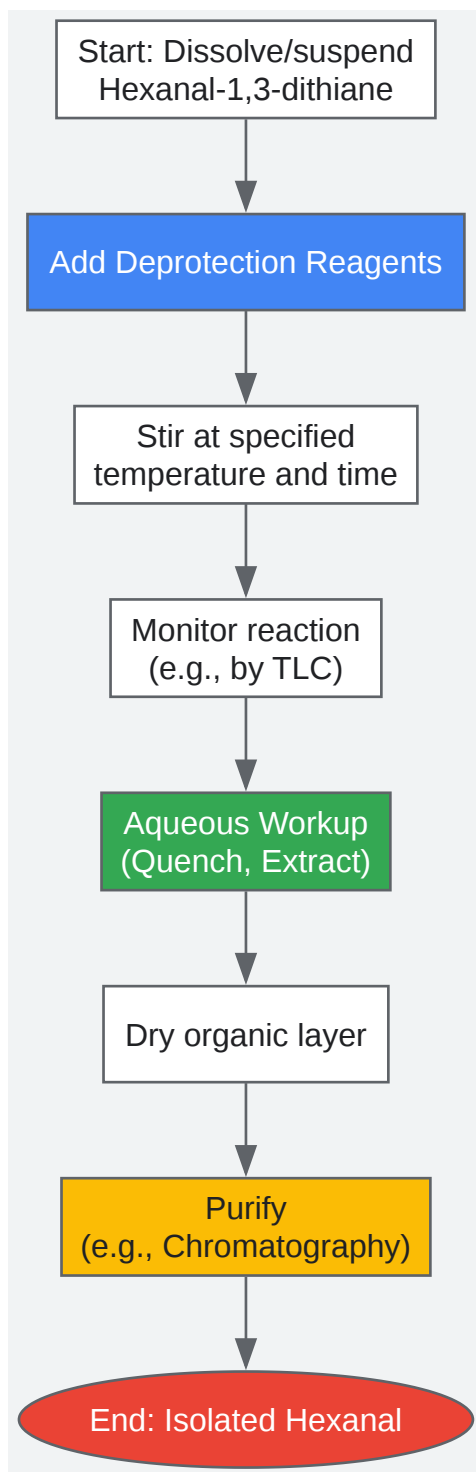 Start: Dissolve/suspend
Hexanal-1,3-dithiane
Add Deprotection Reagents
Stir at specified
temperature and time
Monitor reaction
(e.g., by TLC)
Aqueous Workup
(Quench, Extract)
Dry organic layer
Purify
(e.g., Chromatography)
End: Isolated Hexanal